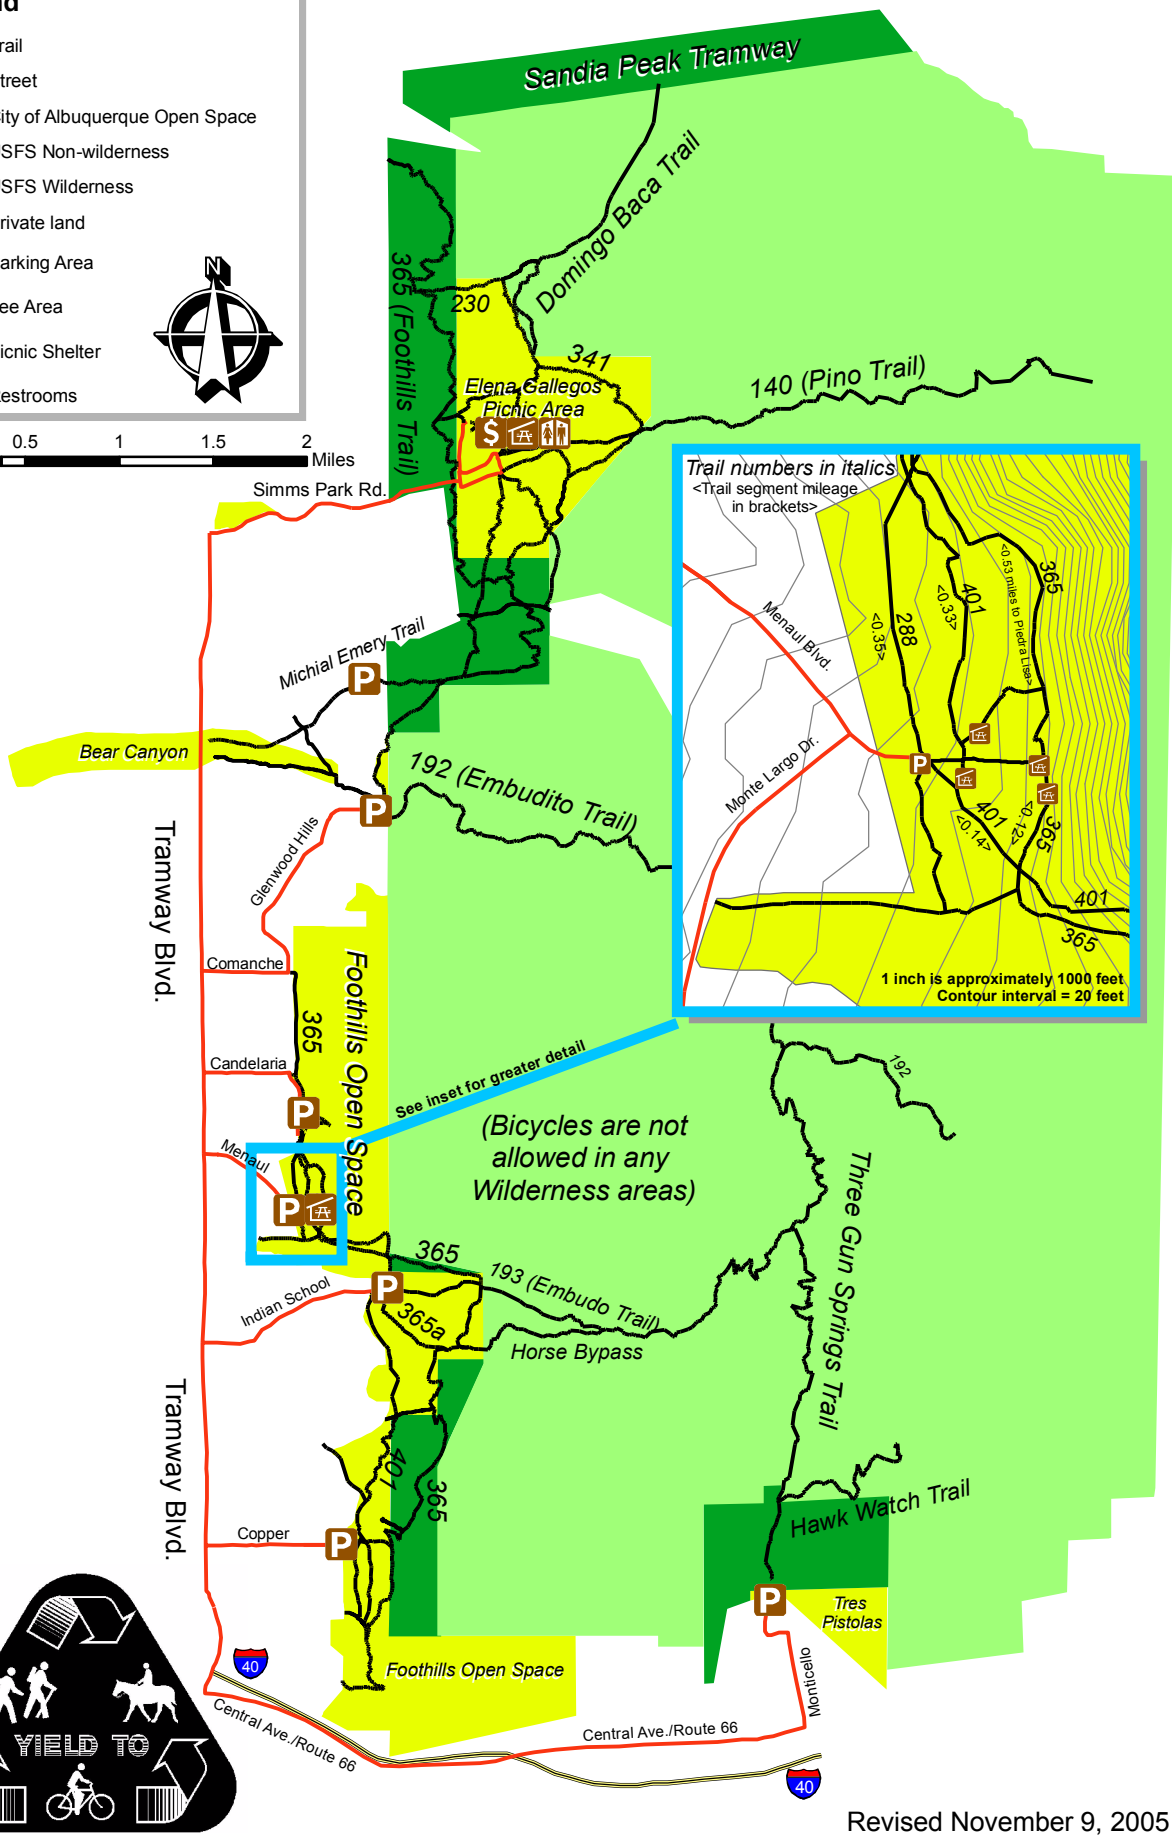 d
rail
treet
ity of Albuquerque Open Space
SFS Non-wilderness
SFS Wilderness
rivate land
arking Area
ee Area
icnic Shelter
estrooms
N
0.5 1 1.5 2
Miles
Sandia Peak Tramway
Domingo Baca Trail
365 (Foothills Trail)
230
341
Elena Gallegos
Picnic Area
$
140 (Pino Trail)
Simms Park Rd.
Michial Emery Trail
P
Bear Canyon
192 (Embudito Trail)
P
Glenwood Hills
Tramway Blvd.
Comanche
365
Foothills Open Space
Candelaria
P
Menaul
P
See inset for greater detail
(Bicycles are not
allowed in any
Wilderness areas)
Trail numbers in italics
<Trail segment mileage
in brackets>
Menaul Blvd.
Monte Largo Dr.
288
<0.35>
401
<0.33>
<0.53 miles to Piedra Lisa>
365
P
401
<0.14>
<0.12>
365
401
365
1 inch is approximately 1000 feet
Contour interval = 20 feet
192
Three Gun Springs Trail
365
193 (Embudo Trail)
Indian School
P
365a
Horse Bypass
Tramway Blvd.
401
365
Copper
P
Hawk Watch Trail
P
Tres
Pistolas
Monticello
Foothills Open Space
40
Central Ave./Route 66
Central Ave./Route 66
40
YIELD TO
Revised November 9, 2005